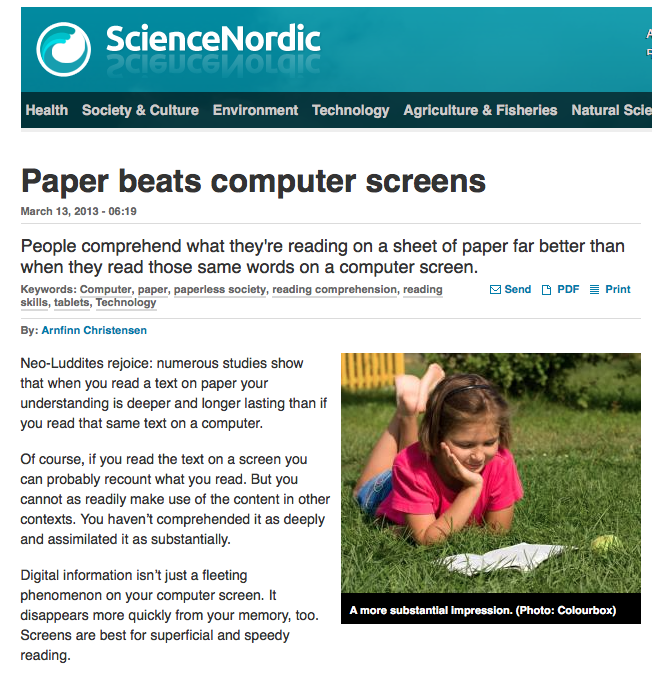 ScienceNordic
Health Society & Culture Environment Technology Agriculture & Fisheries Natural Scie
Paper beats computer screens
March 13, 2013 - 06:19
People comprehend what they're reading on a sheet of paper far better than
when they read those same words on a computer screen.
Keywords: Computer, paper, paperless society, reading comprehension, reading
skills, tablets, Technology
Send PDF Print
By: Arnfinn Christensen
Neo-Luddites rejoice: numerous studies show
that when you read a text on paper your
understanding is deeper and longer lasting than if
you read that same text on a computer.
Of course, if you read the text on a screen you
can probably recount what you read. But you
cannot as readily make use of the content in other
contexts. You haven't comprehended it as deeply
and assimilated it as substantially.
Digital information isn't just a fleeting
phenomenon on your computer screen. It
disappears more quickly from your memory, too.
Screens are best for superficial and speedy
reading.
A more substantial impression. (Photo: Colourbox)